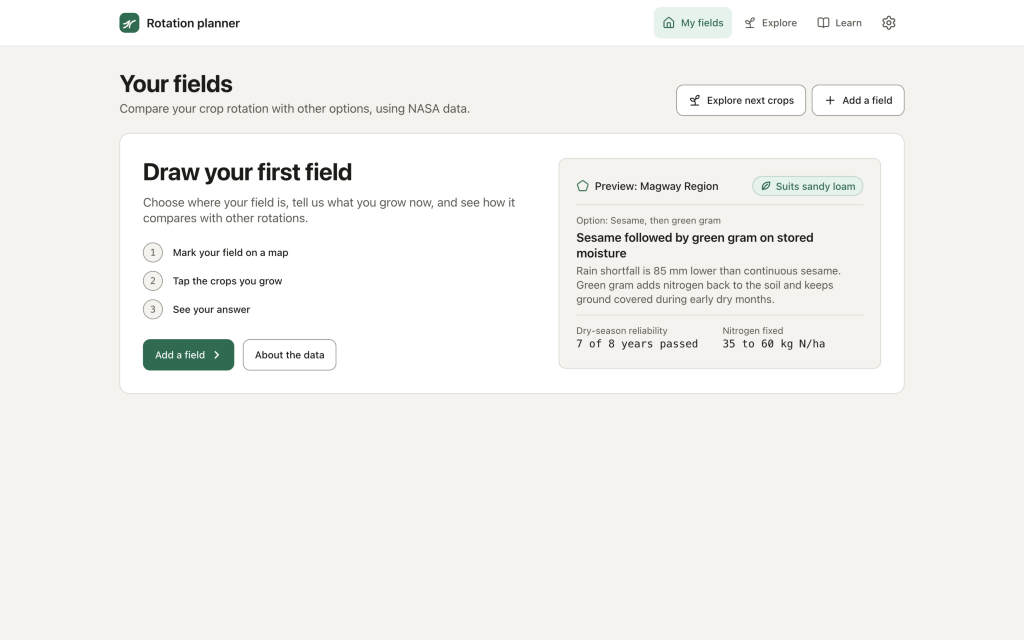 Rotation planner
My fields
Explore
Learn
Your fields
Compare your crop rotation with other options, using NASA data.
Explore next crops
Add a field
Draw your first field
Choose where your field is, tell us what you grow now, and see how it
compares with other rotations.
1 Mark your field on a map
2 Tap the crops you grow
3 See your answer
Add a field
About the data
Preview: Magway Region
Suits sandy loam
Option: Sesame, then green gram
Sesame followed by green gram on stored
moisture
Rain shortfall is 85 mm lower than continuous sesame.
Green gram adds nitrogen back to the soil and keeps
ground covered during early dry months.
Dry-season reliability
7 of 8 years passed
Nitrogen fixed
35 to 60 kg N/ha